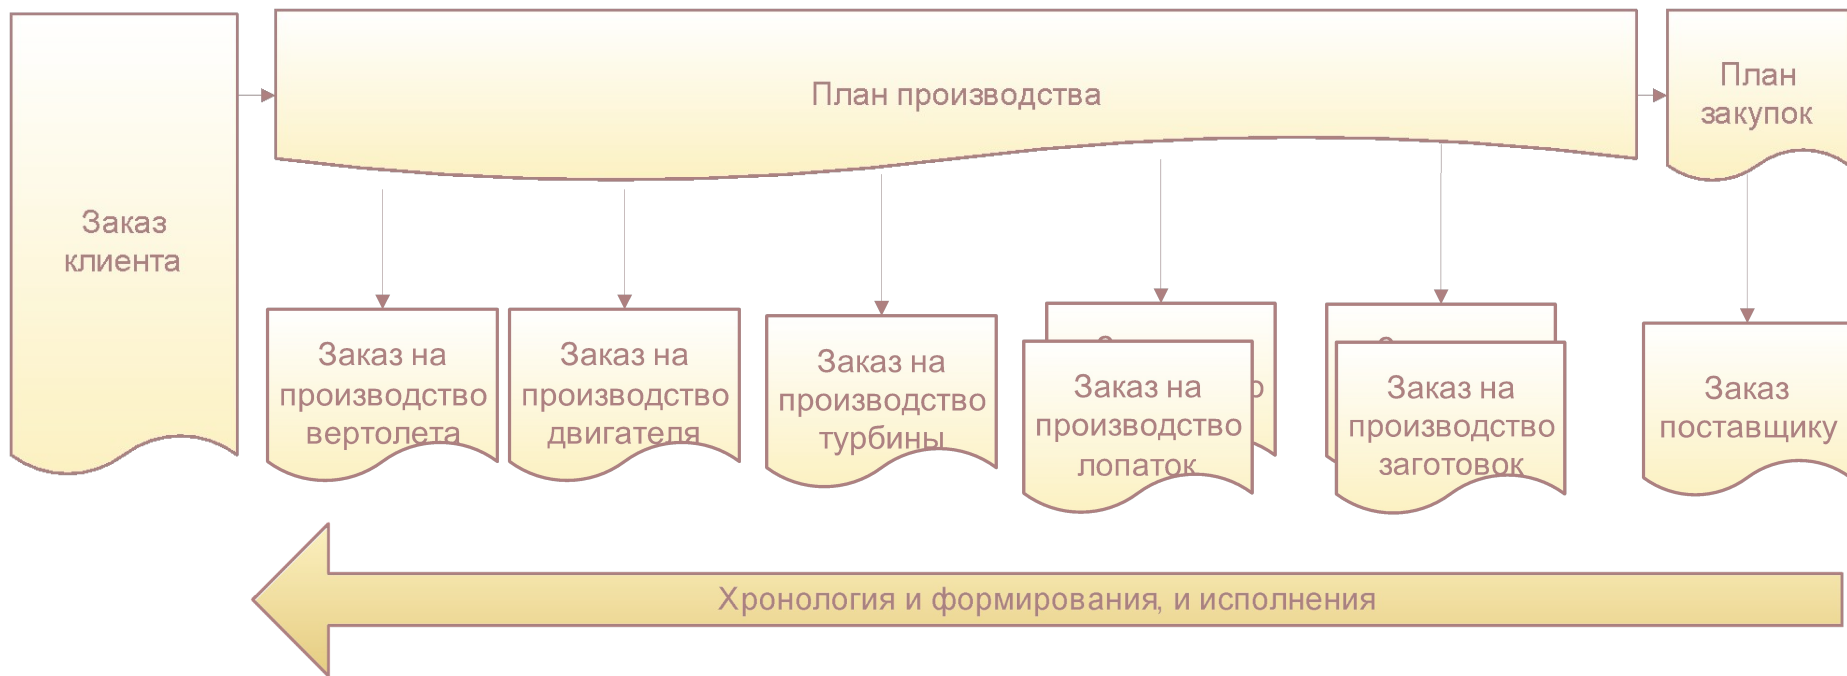 План производства
План
закупок
Заказ
клиента
Заказ на
производство
вертолета
Заказ на
производство
двигателя
Заказ на
производство
турбины
Заказ на
производство
лопаток
Заказ на
производство
заготовок
Заказ
поставщику
Хронология и формирования, и исполнения